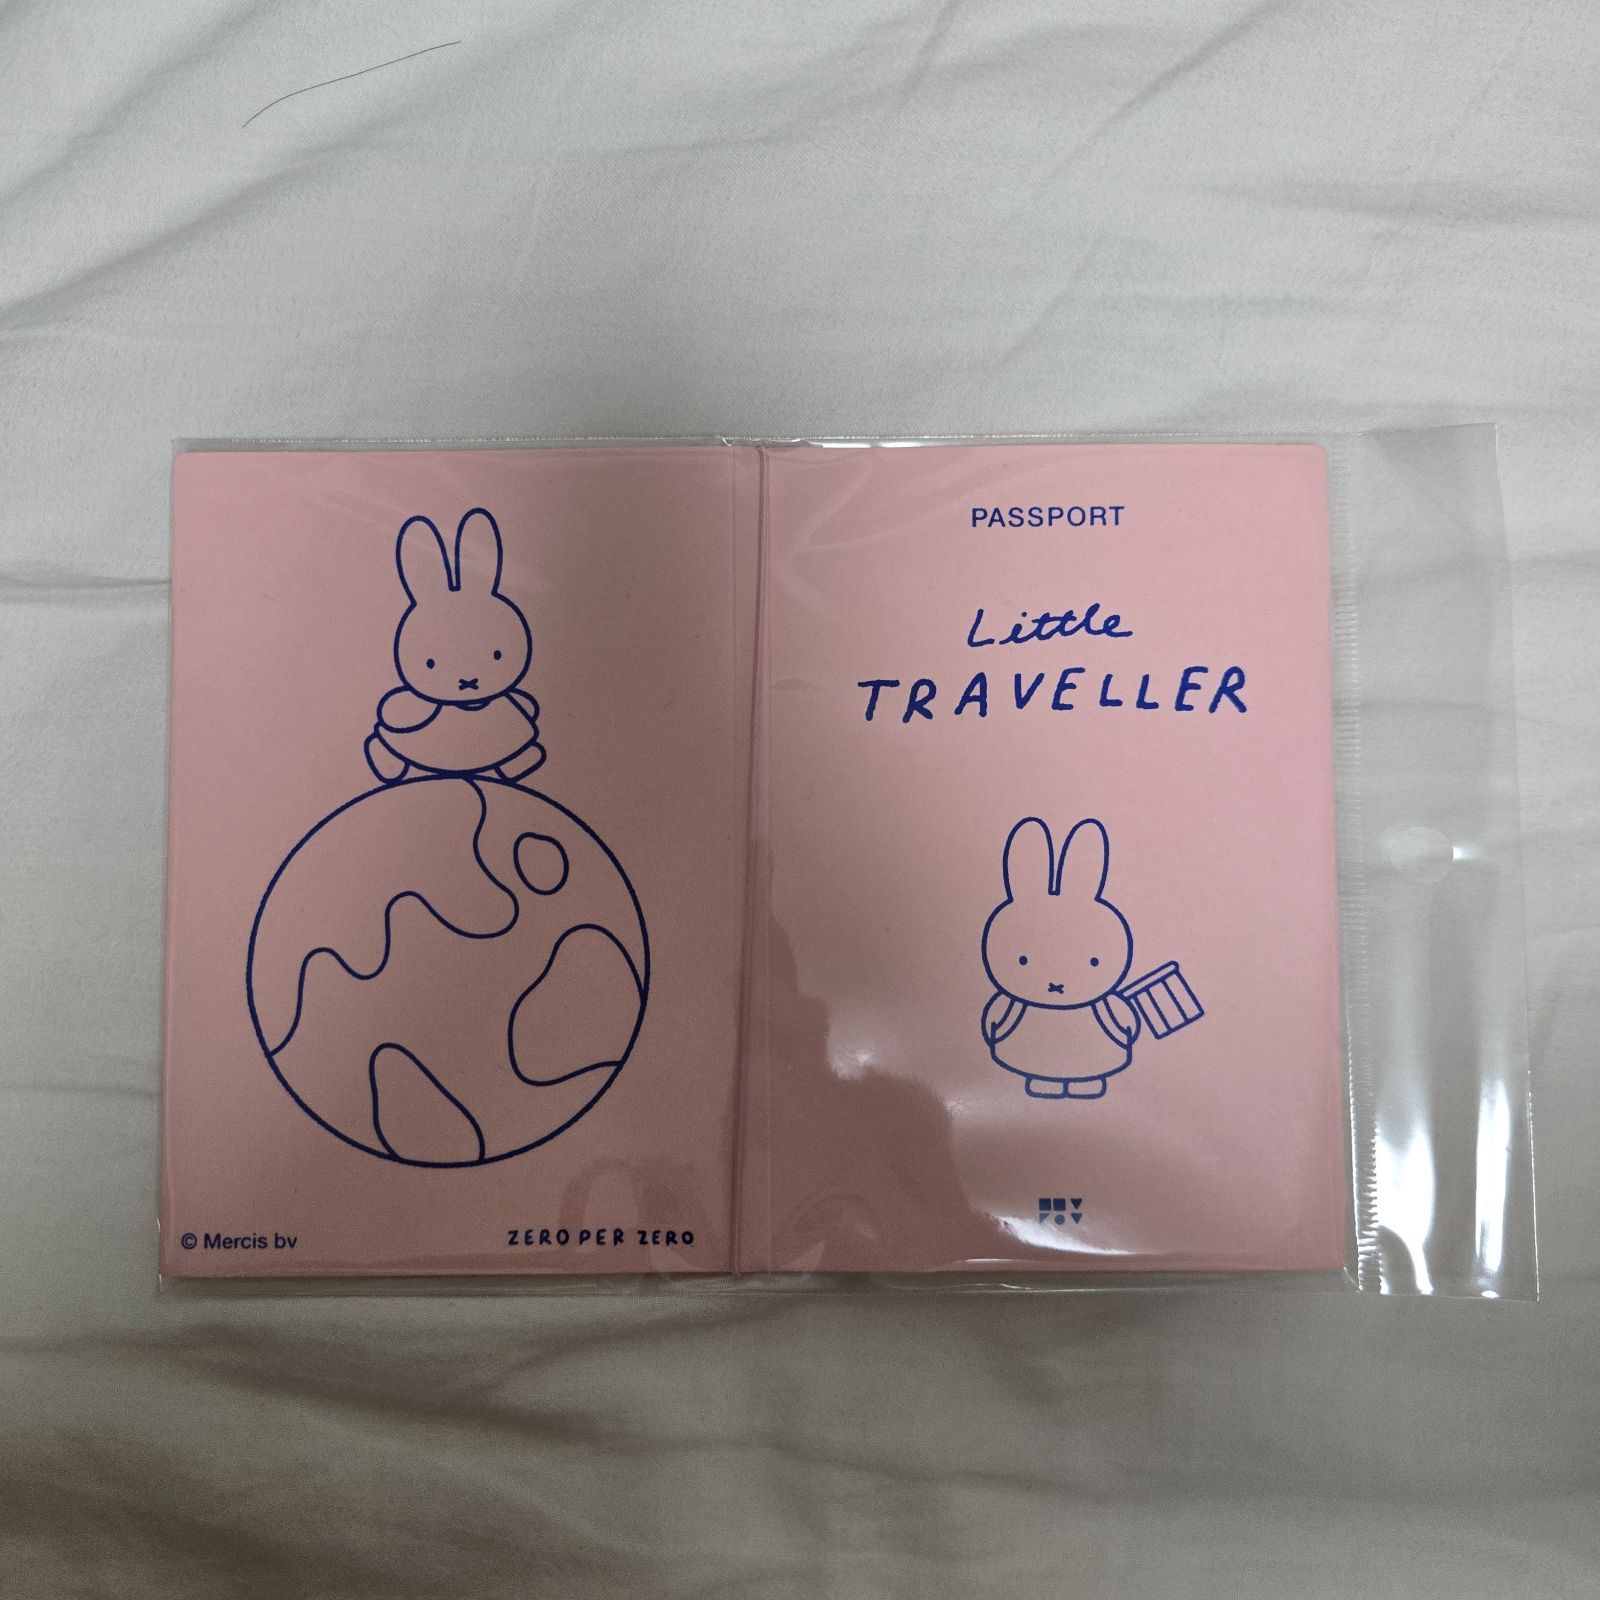 PASSPORT
Little
TRAVELLER
© Mercis bv
ZERO PER ZERO